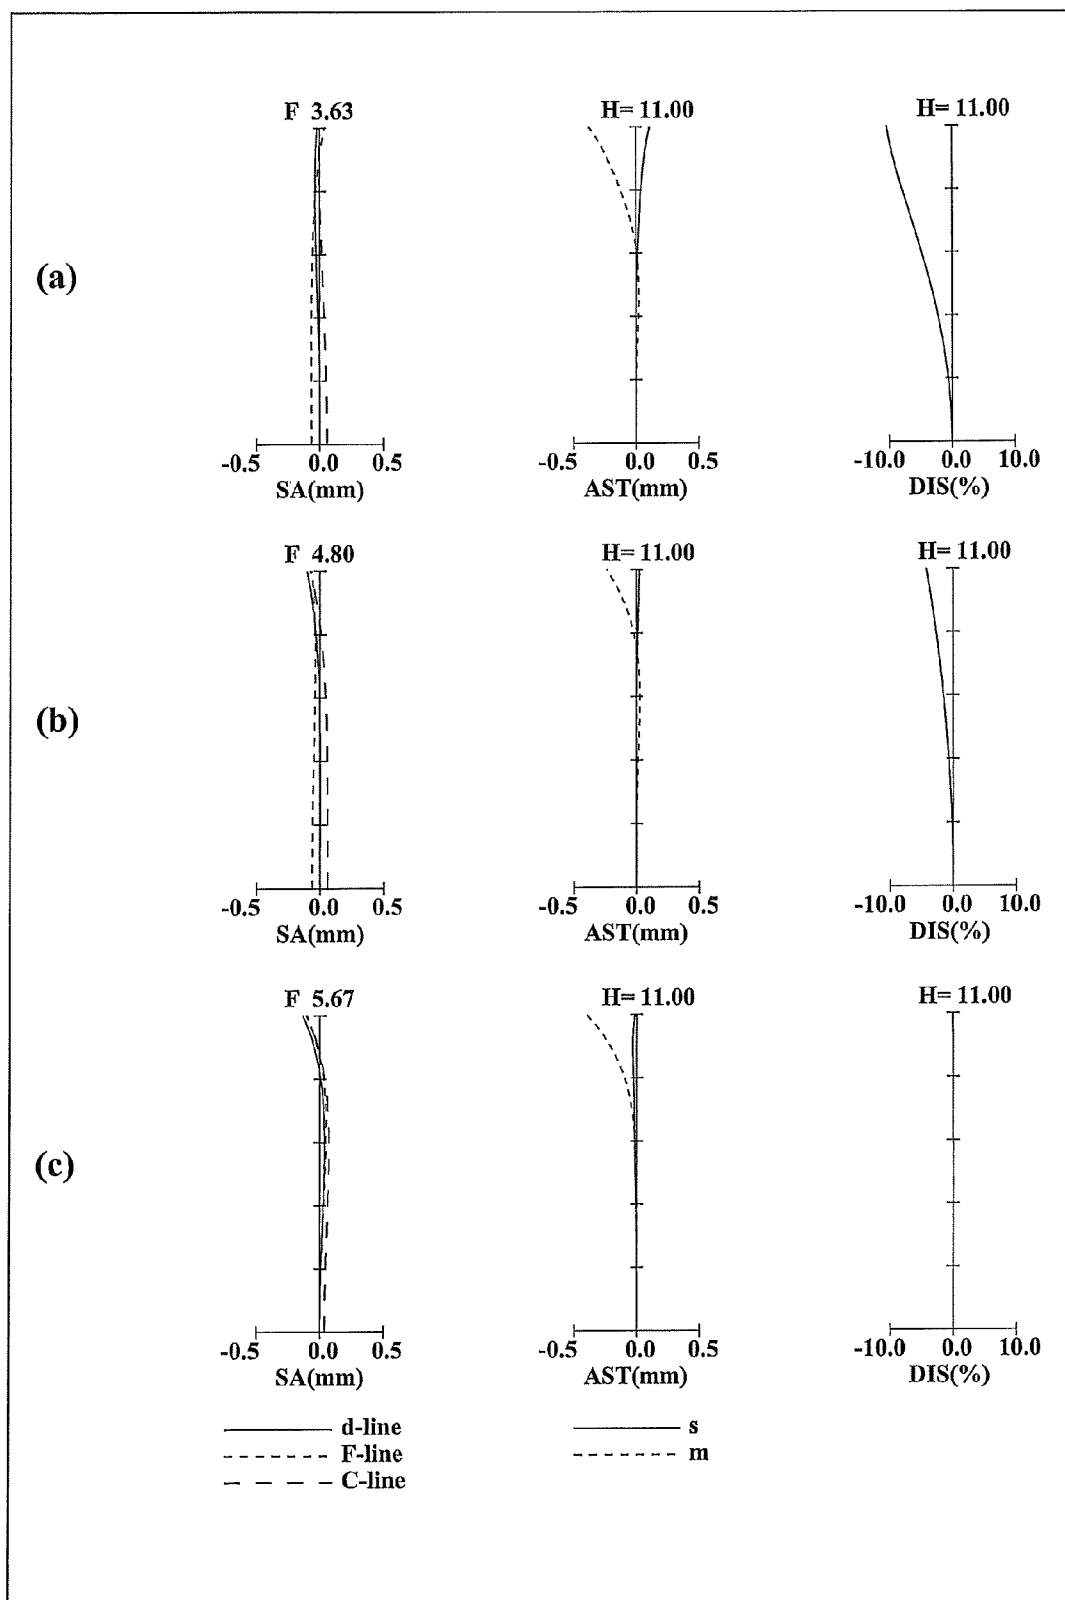 F 3.63 H= 11.00 H= 11.00
(a)
-0.5 0.0 0.5 -0.5 0.0 0.5 -10.0 0.0 10.0
SA(mm) AST(mm) DIS(%)
F 4.80 H= 11.00 H= 11.00
(b)
-0.5 0.0 0.5 -0.5 0.0 0.5 -10.0 0.0 10.0
SA(mm) AST(mm) DIS(%)
F 5.67 H= 11.00 H= 11.00
(c)
-0.5 0.0 0.5 -0.5 0.0 0.5 -10.0 0.0 10.0
SA(mm) AST(mm) DIS(%)
d-line s
F-line m
C-line